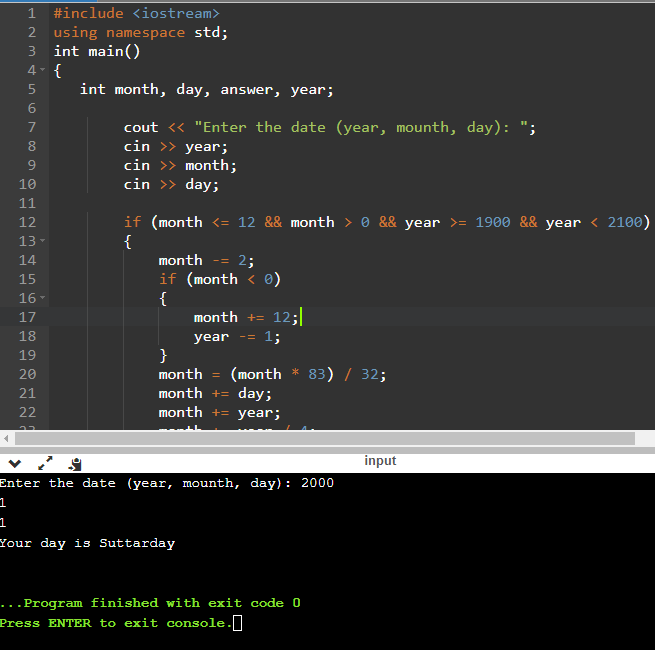 1 #include <iostream>
2 using namespace std;
3 int main()
4 {
5 int month, day, answer, year;
6
7 cout << "Enter the date (year, mounth, day): ";
8 cin >> year;
9 cin >> month;
10 cin >> day;
11
12 if (month <= 12 && month > 0 && year >= 1900 && year < 2100)
13 {
14 month -= 2;
15 if (month < 0)
16 {
17 month += 12;
18 year -= 1;
19 }
20 month = (month * 83) / 32;
21 month += day;
22 month += year;
input
Enter the date (year, mounth, day): 2000
1
1
Your day is Suttarday
...Program finished with exit code 0
Press ENTER to exit console.